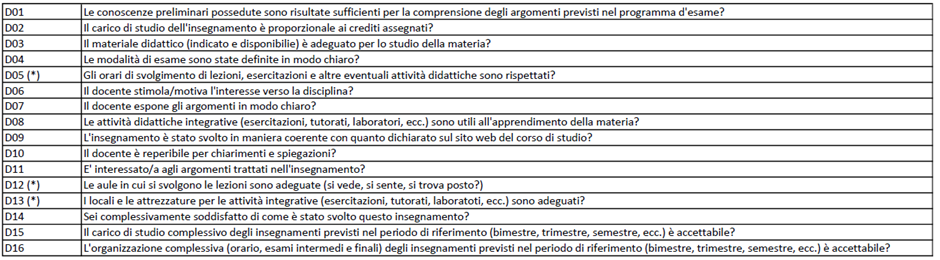 D01 Le conoscenze preliminari possedute sono risultate sufficienti per la comprensione degli argomenti previsti nel programma d'esame?
D02 Il carico di studio dell'insegnamento è proporzionale ai crediti assegnati?
D03 Il materiale didattico (indicato e disponibilie) è adeguato per lo studio della materia?
D04 Le modalità di esame sono state definite in modo chiaro?
D05 (*) Gli orari di svolgimento di lezioni, esercitazioni e altre eventuali attività didattiche sono rispettati?
D06 Il docente stimola/motiva l'interesse verso la disciplina?
D07 Il docente espone gli argomenti in modo chiaro?
D08 Le attività didattiche integrative (esercitazioni, tutorati, laboratori, ecc.) sono utili all'apprendimento della materia?
D09 L'insegnamento è stato svolto in maniera coerente con quanto dichiarato sul sito web del corso di studio?
D10 Il docente è reperibile per chiarimenti e spiegazioni?
D11 E' interessato/a agli argomenti trattati nell'insegnamento?
D12 (*) Le aule in cui si svolgono le lezioni sono adeguate (si vede, si sente, si trova posto?)
D13 (*) I locali e le attrezzature per le attività integrative (esercitazioni, tutorati, laboratoti, ecc.) sono adeguati?
D14 Sei complessivamente soddisfatto di come è stato svolto questo insegnamento?
D15 Il carico di studio complessivo degli insegnamenti previsti nel periodo di riferimento (bimestre, trimestre, semestre, ecc.) è accettabile?
D16 L'organizzazione complessiva (orario, esami intermedi e finali) degli insegnamenti previsti nel periodo di riferimento (bimestre, trimestre, semestre, ecc.) è accettabile?